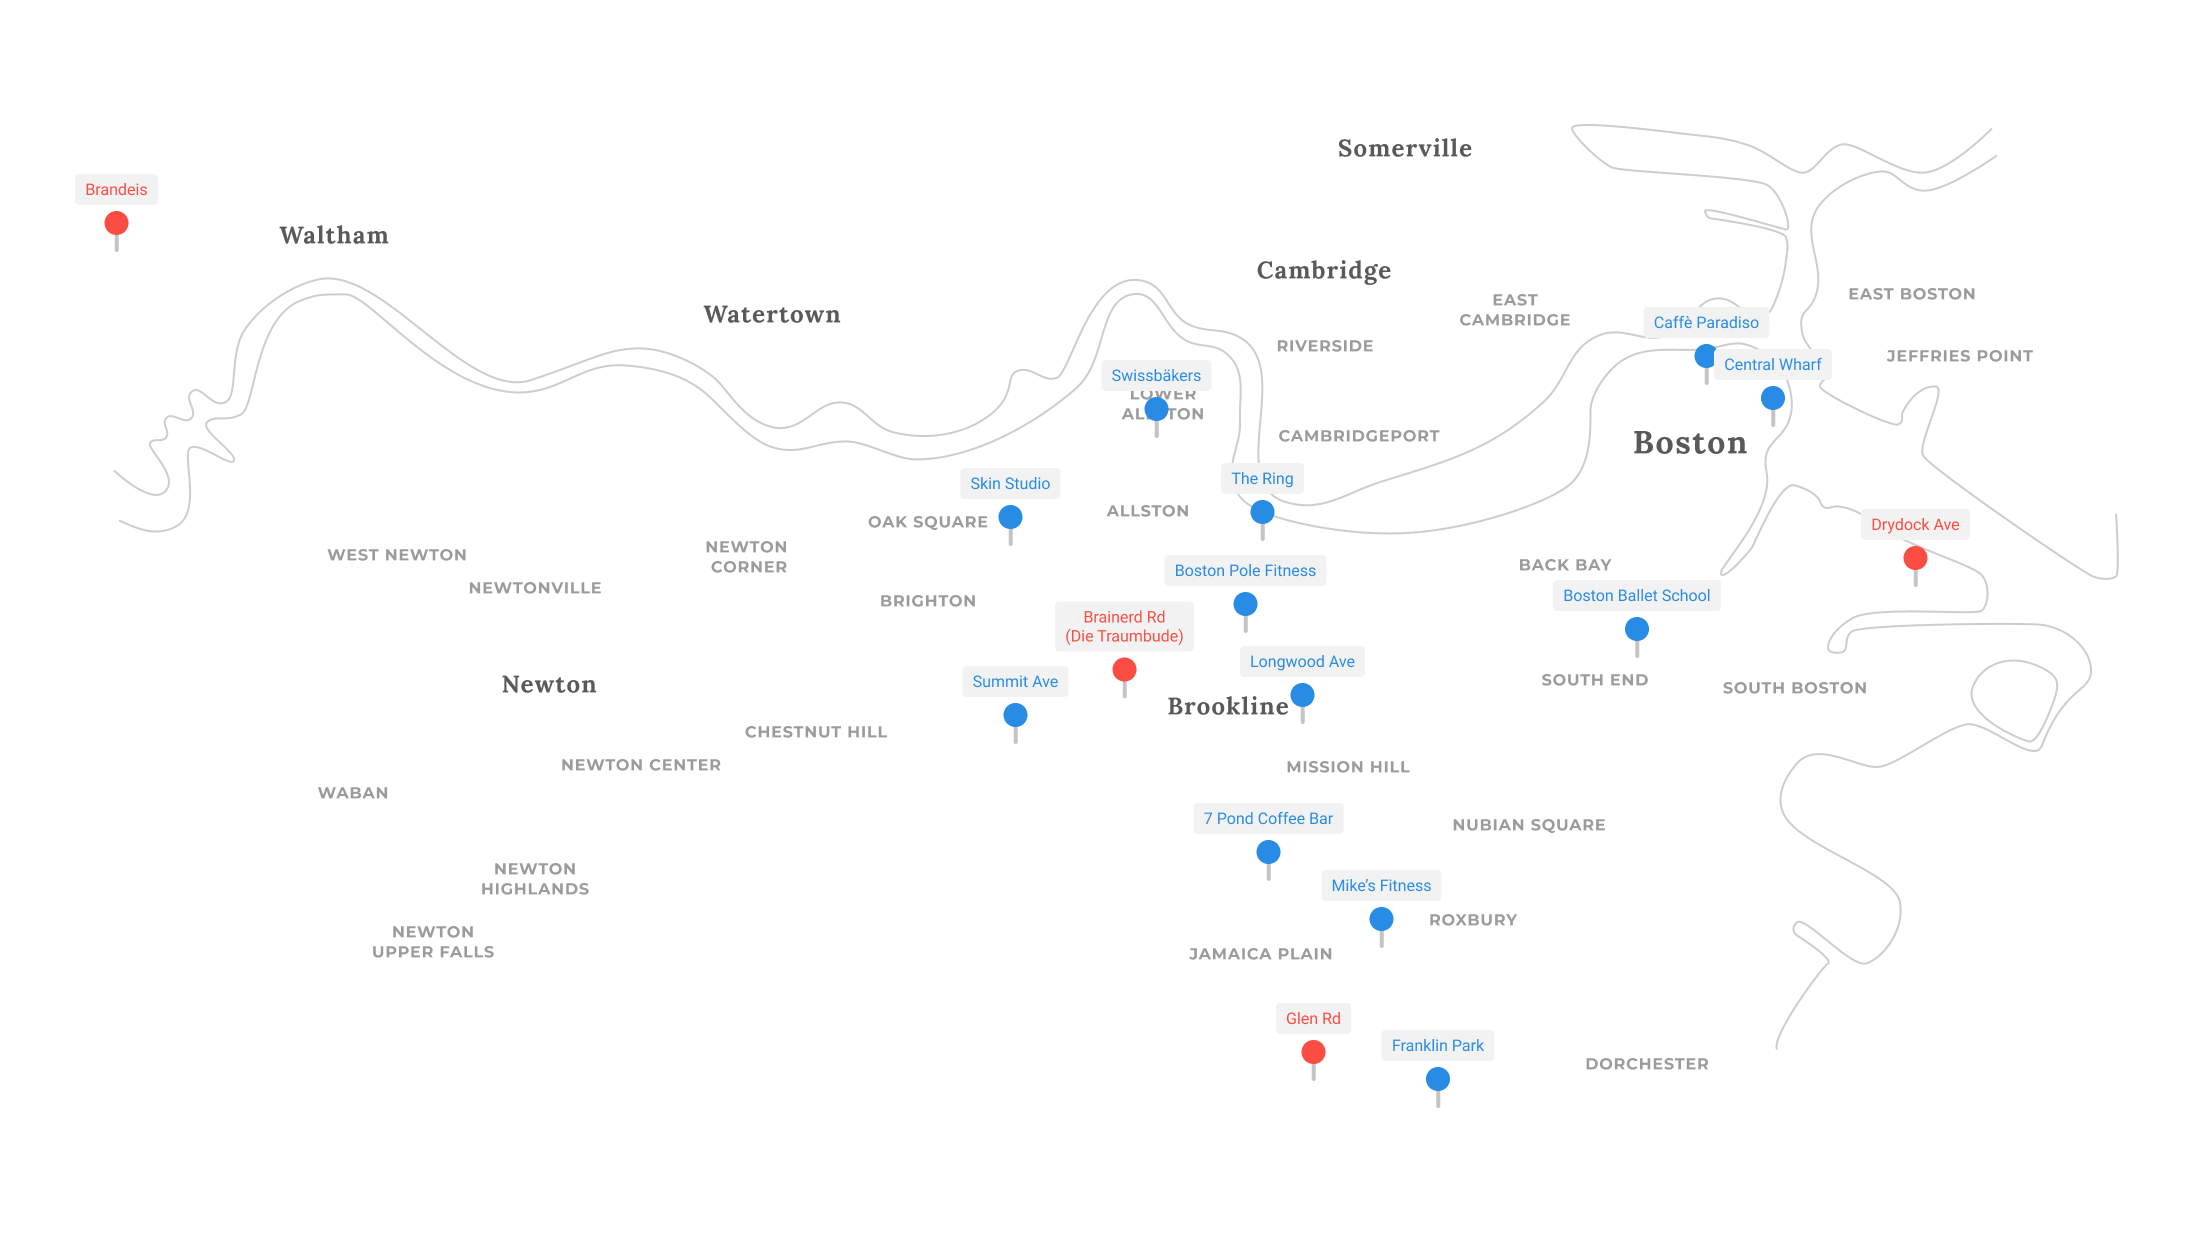 Somerville
Brandeis
Waltham
Cambridge
EAST BOSTON
EAST
CAMBRIDGE
Watertown
Caffè Paradiso
RIVERSIDE
JEFFRIES POINT
Central Wharf
Swissbäkers
LOWER
ALLSTON
CAMBRIDGEPORT
Boston
The Ring
Skin Studio
ALLSTON
OAK SQUARE
Drydock Ave
NEWTON
CORNER
WEST NEWTON
BACK BAY
Boston Pole Fitness
NEWTONVILLE
Boston Ballet School
BRIGHTON
Brainerd Rd
(Die Traumbude)
Longwood Ave
SOUTH END
Summit Ave
Newton
SOUTH BOSTON
Brookline
CHESTNUT HILL
NEWTON CENTER
MISSION HILL
WABAN
7 Pond Coffee Bar
NUBIAN SQUARE
NEWTON
HIGHLANDS
Mike’s Fitness
ROXBURY
NEWTON
UPPER FALLS
JAMAICA PLAIN
Glen Rd
Franklin Park
DORCHESTER